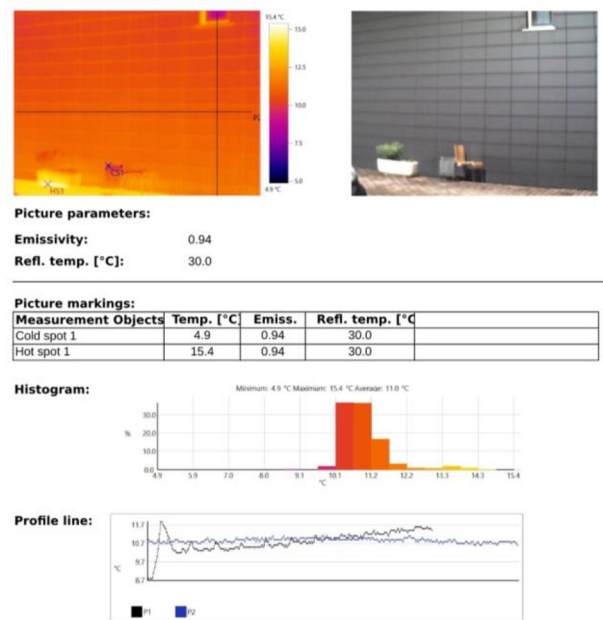 15.4 °C
15.0
12.5
10.0
7.5
5.0
4.9 °C
P2
CS1
HS1
Picture parameters:
Emissivity: 0.94
Refl. temp. [°C]: 30.0
Picture markings:
Measurement Objects Temp. [°C] Emiss. Refl. temp. [°C
Cold spot 1 4.9 0.94 30.0
Hot spot 1 15.4 0.94 30.0
Histogram:
Minimum: 4.9 °C Maximum: 15.4 °C Average: 11.0 °C
30.0
20.0
10.0
0.0
%
4.9 5.9 7.0 8.0 9.1 10.1 11.2 12.2 13.3 14.3 15.4
°C
Profile line:
11.7
10.7
9.7
8.7
°C
P1 P2